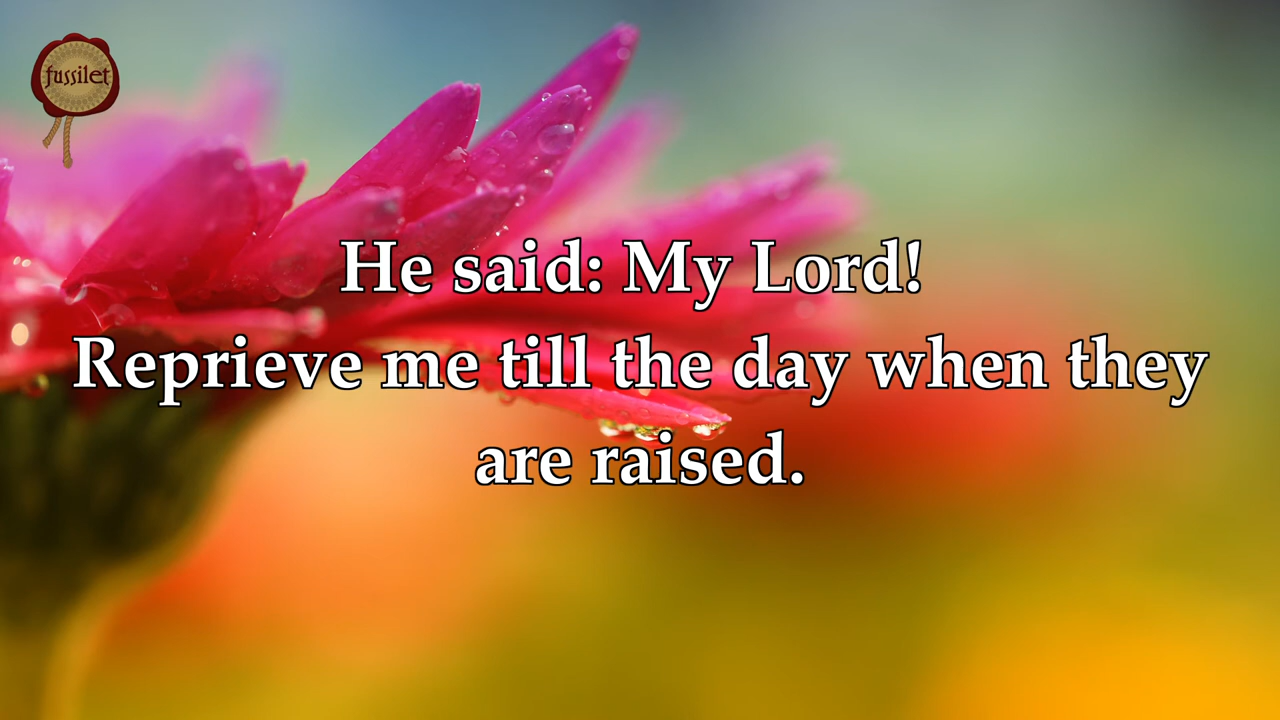 fussilet
He said: My Lord!
Reprieve me till the day when they
are raised.